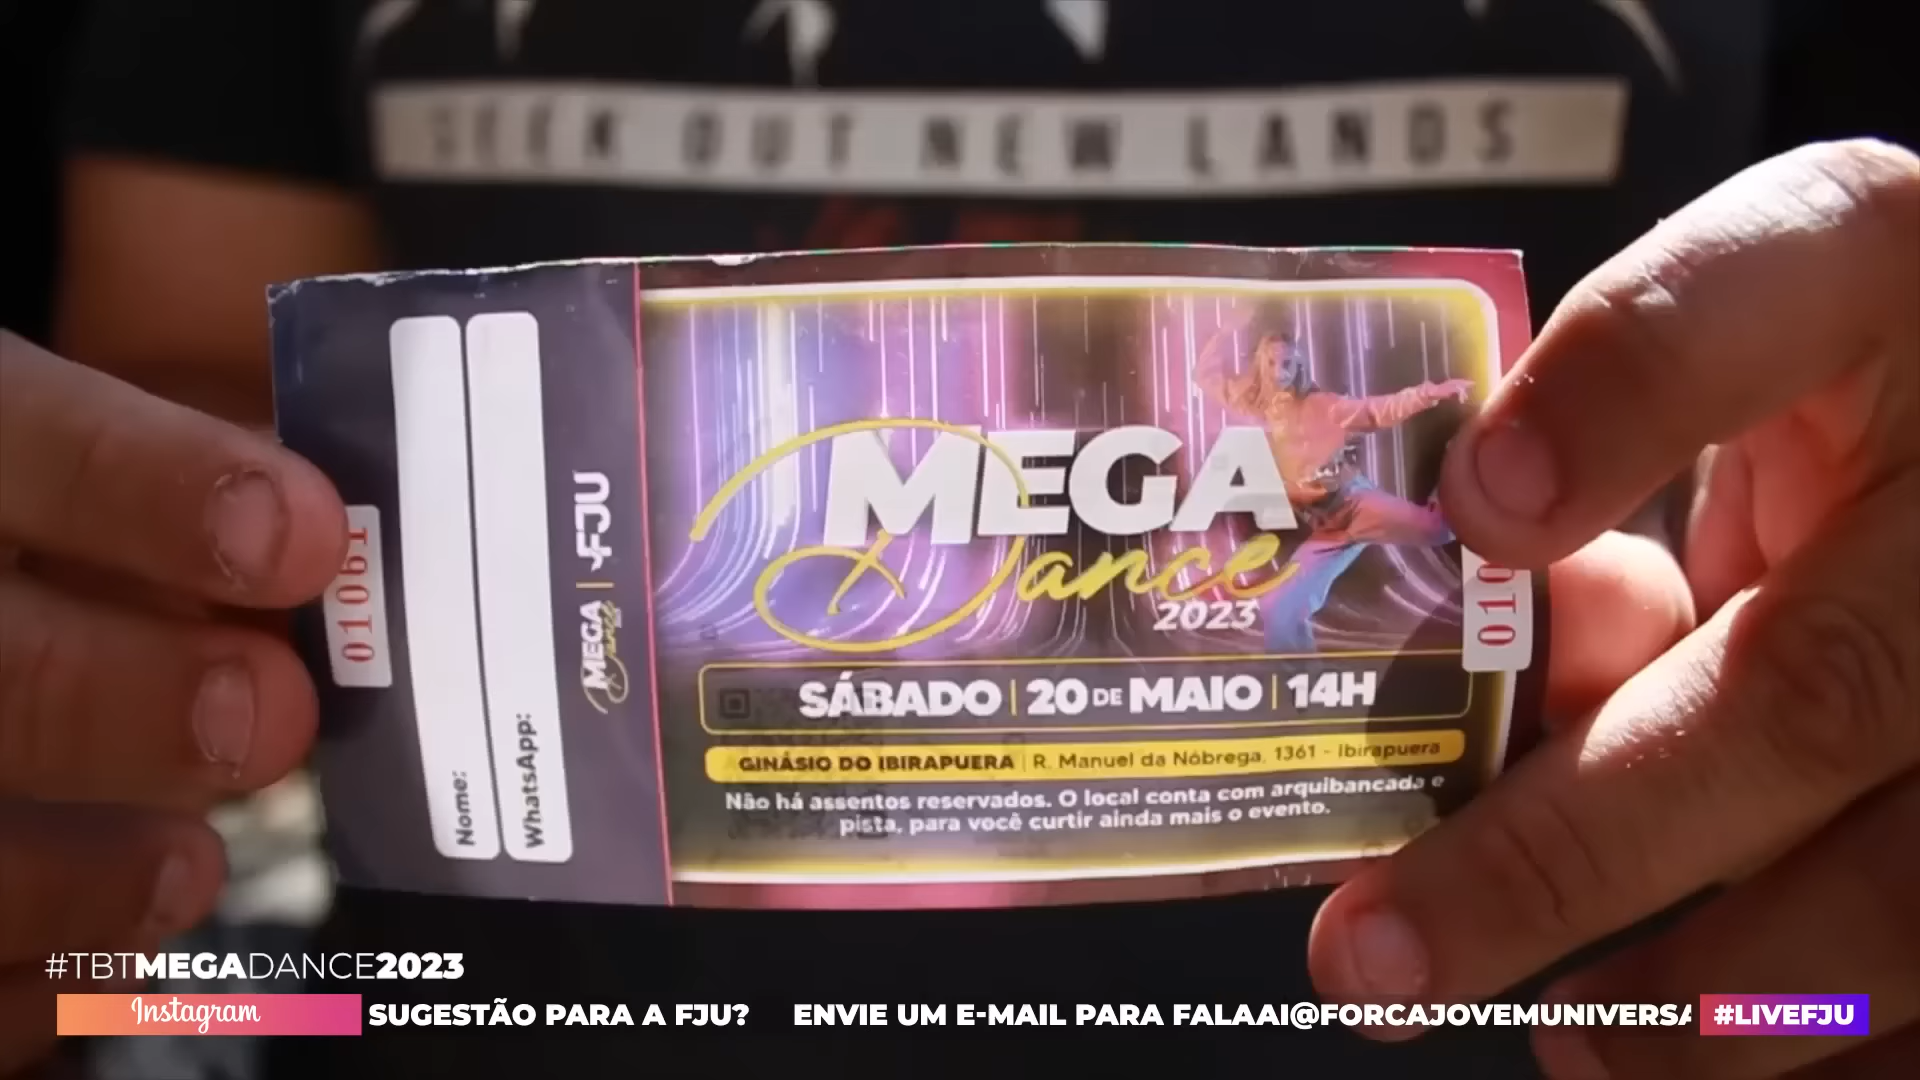 SEEK OUT NEW LANDS
011061
Nome:
WhatsApp:
MEGA Dance | FJU
MEGA
Dance
2023
010
SÁBADO | 20 DE MAIO | 14H
GINÁSIO DO IBIRAPUERA | R. Manuel da Nóbrega, 1361 - Ibirapuera
Não há assentos reservados. O local conta com arquibancada e
pista, para você curtir ainda mais o evento.
#TBTMEGADANCE2023
Instagram SUGESTÃO PARA A FJU? ENVIE UM E-MAIL PARA FALAAI@FORCAJOVEMUNIVERSA #LIVEFJU